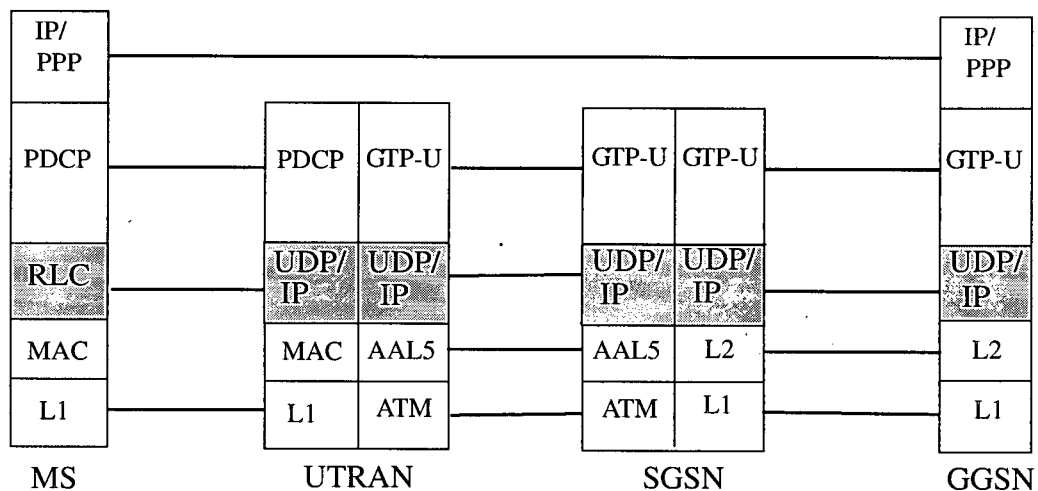 IP/
PPP
IP/
PPP
PDCP
PDCP
GTP-U
GTP-U
GTP-U
GTP-U
RLC
UDP/
IP
UDP/
IP
UDP/
IP
UDP/
IP
UDP/
IP
MAC
MAC
AAL5
AAL5
L2
L2
L1
L1
ATM
ATM
L1
L1
MS
UTRAN
SGSN
GGSN